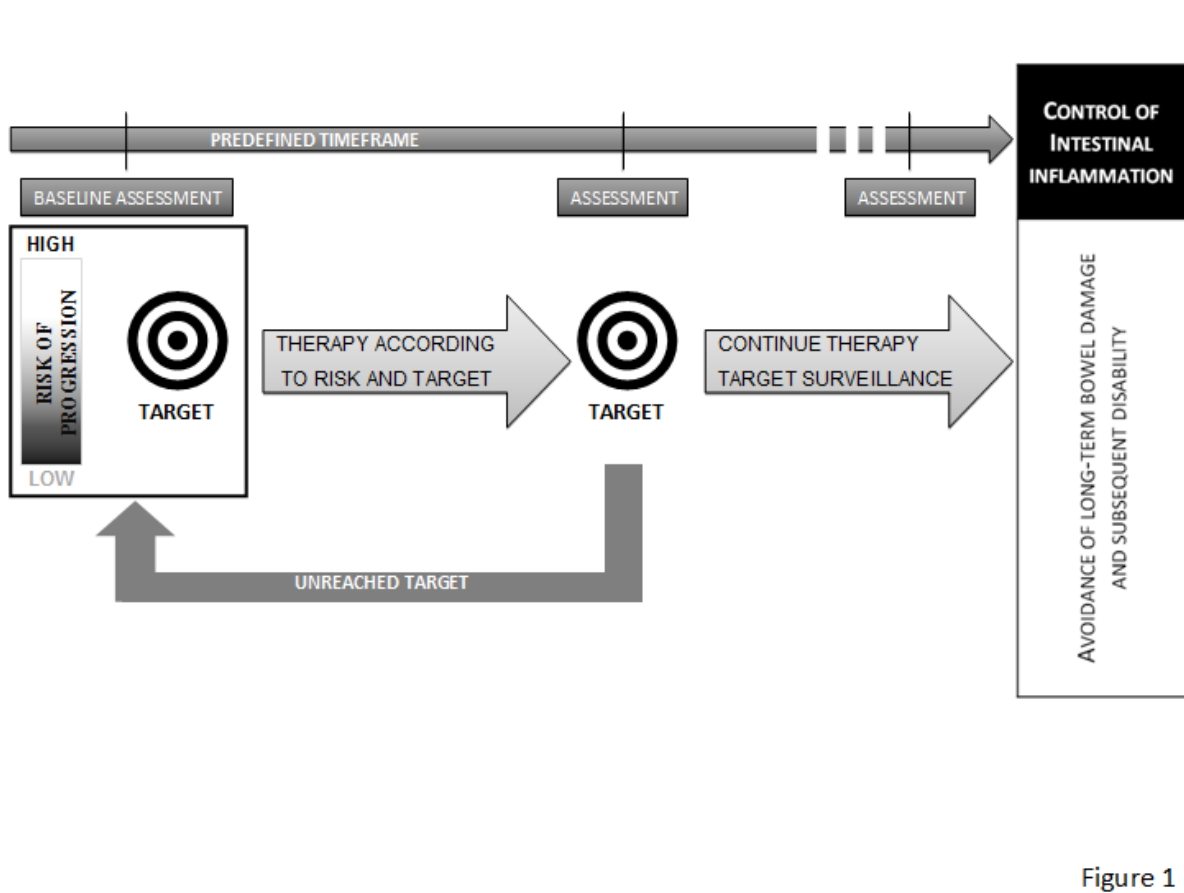 PREDEFINED TIMEFRAME
BASELINE ASSESSMENT
ASSESSMENT
ASSESSMENT
HIGH
RISK OF
PROGRESSION
LOW
TARGET
THERAPY ACCORDING
TO RISK AND TARGET
TARGET
CONTINUE THERAPY
TARGET SURVEILLANCE
UNREACHED TARGET
CONTROL OF
INTESTINAL
INFLAMMATION
AVOIDANCE OF LONG-TERM BOWEL DAMAGE
AND SUBSEQUENT DISABILITY
Figure 1